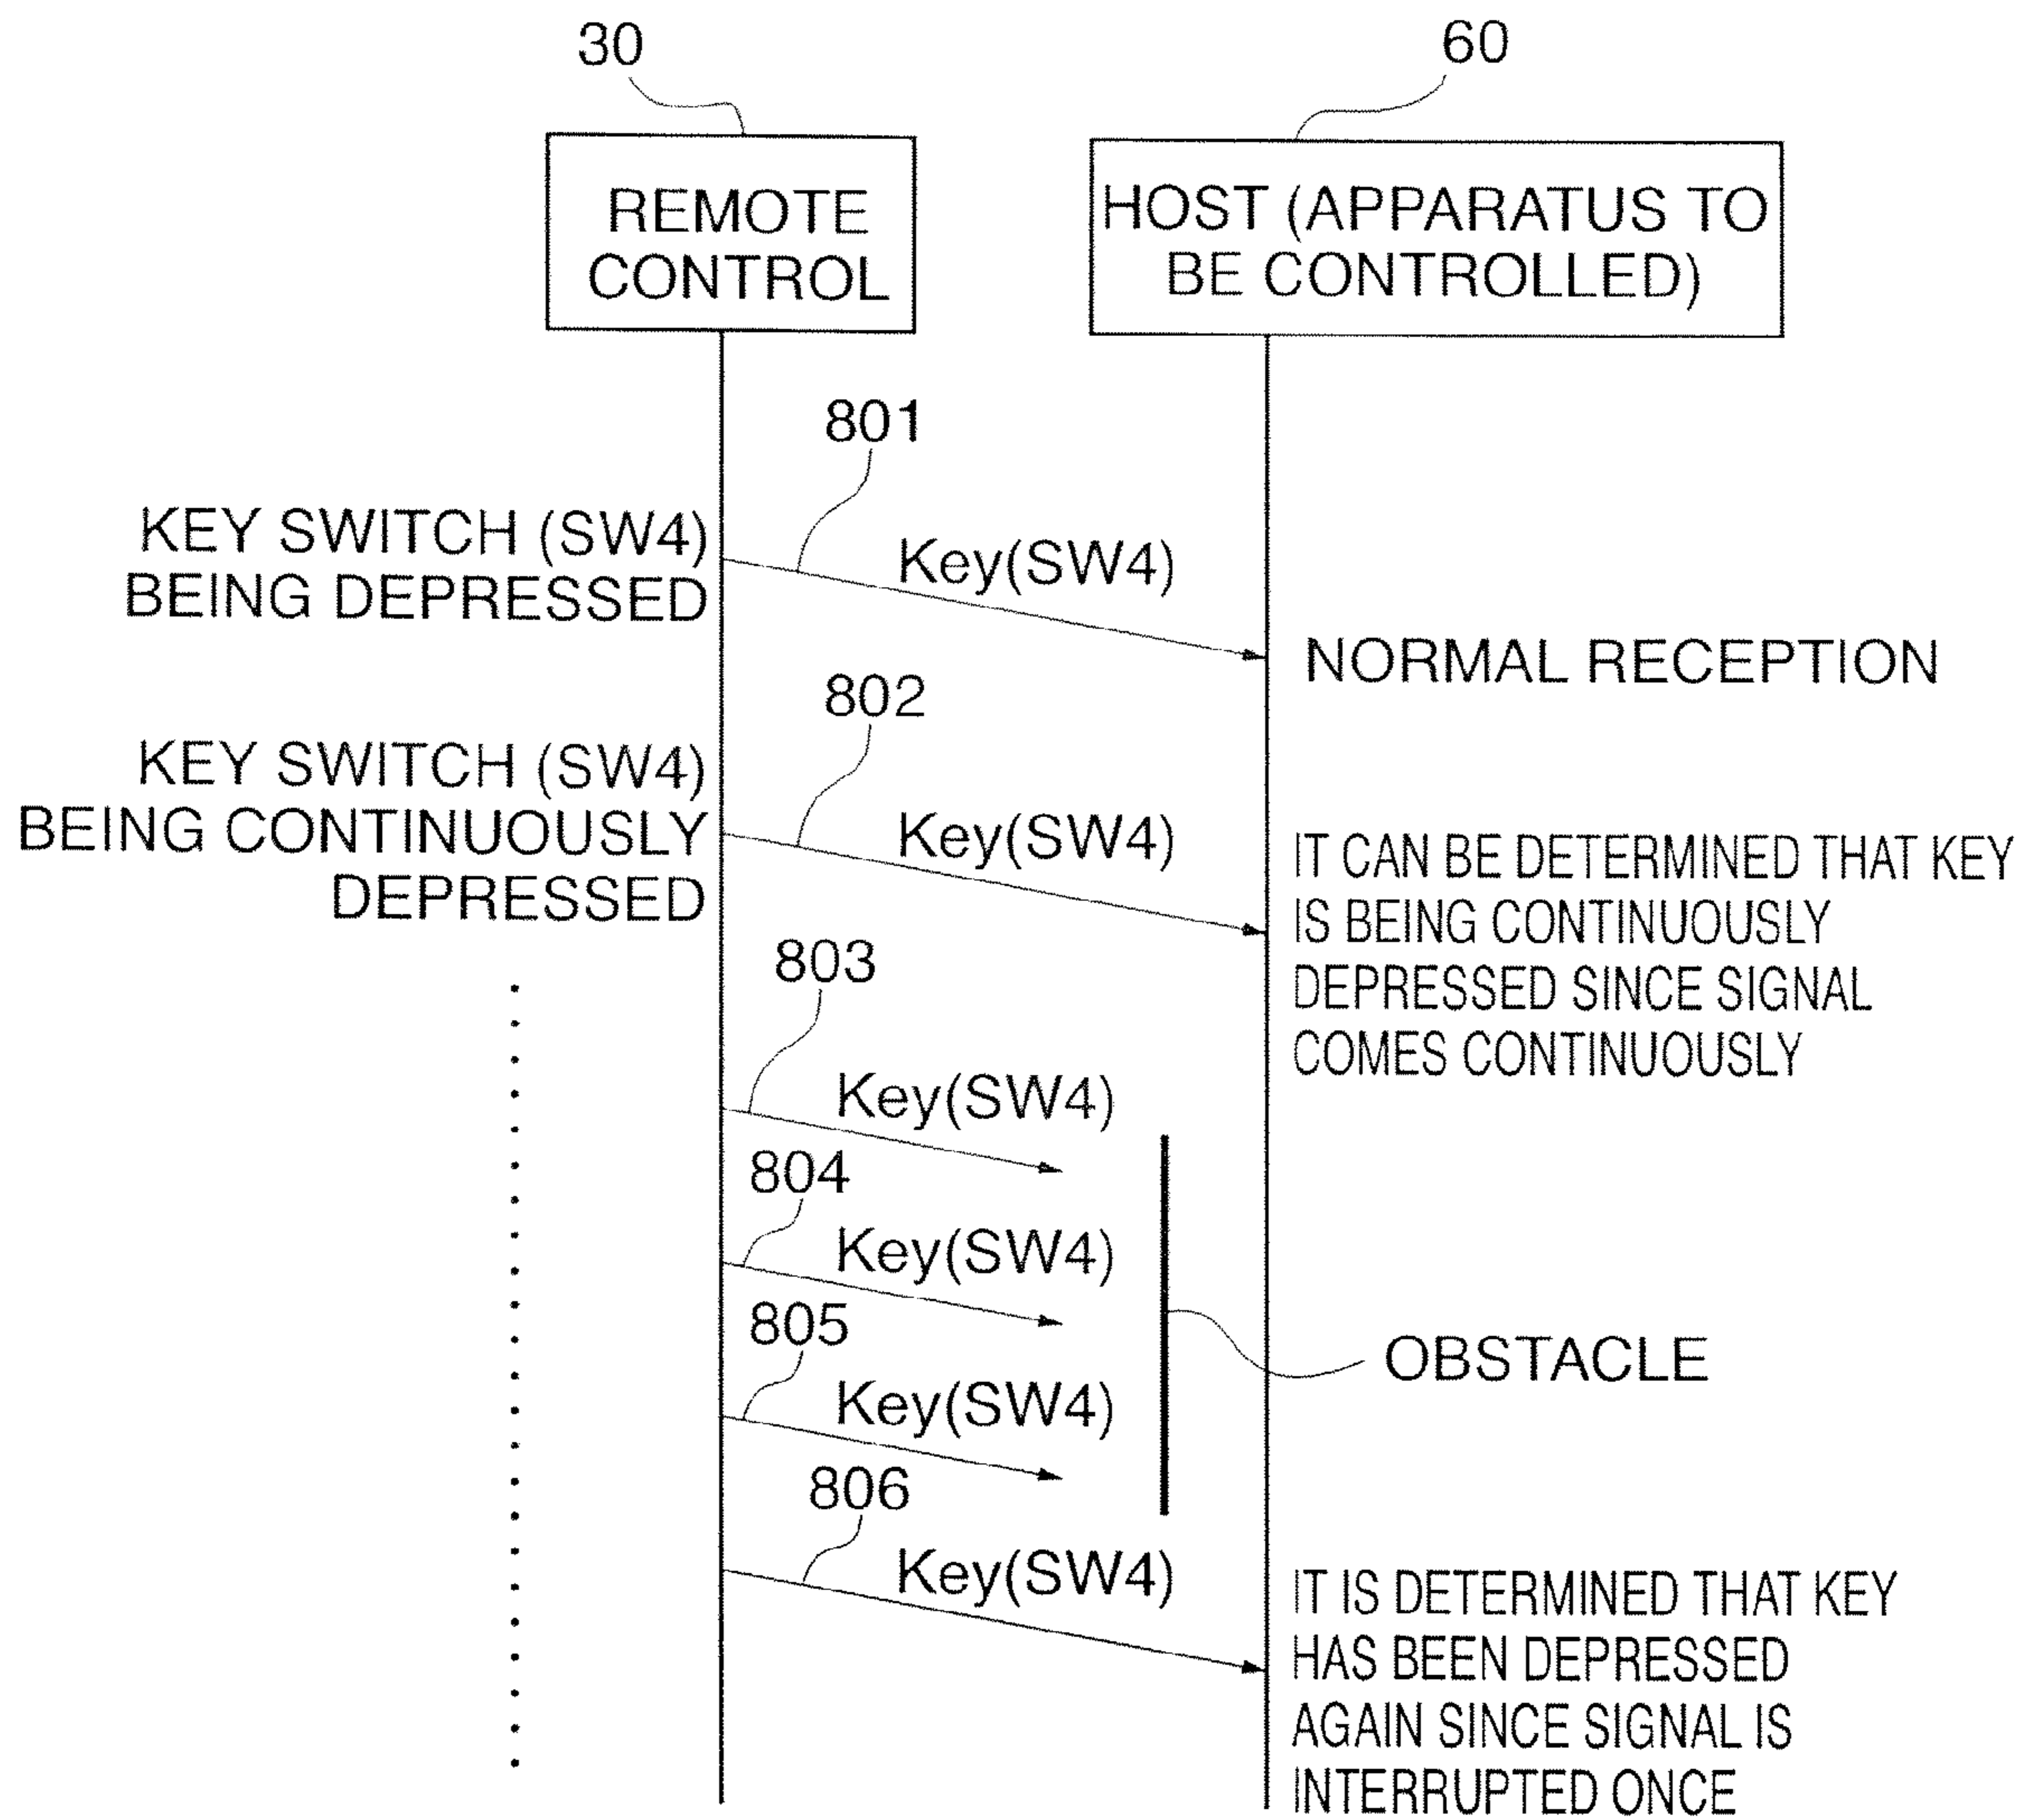 30
60
REMOTE
CONTROL
HOST (APPARATUS TO
BE CONTROLLED)
801
KEY SWITCH (SW4)
BEING DEPRESSED
Key(SW4)
NORMAL RECEPTION
802
KEY SWITCH (SW4)
BEING CONTINUOUSLY
DEPRESSED
Key(SW4)
IT CAN BE DETERMINED THAT KEY
IS BEING CONTINUOUSLY
DEPRESSED SINCE SIGNAL
COMES CONTINUOUSLY
803
Key(SW4)
804
Key(SW4)
805
OBSTACLE
Key(SW4)
806
Key(SW4)
IT IS DETERMINED THAT KEY
HAS BEEN DEPRESSED
AGAIN SINCE SIGNAL IS
INTERRUPTED ONCE